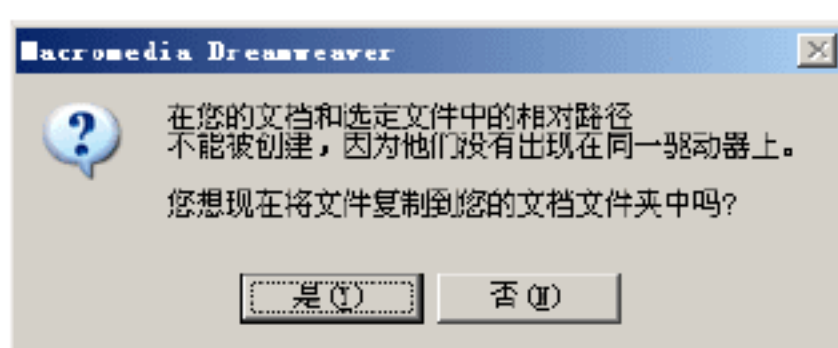 Macromedia Dreamweaver
在您的文档和选定文件中的相对路径
不能被创建，因为他们没有出现在同一驱动器上。
您想现在将文件复制到您的文档文件夹中吗?
是(Y) 否(N)